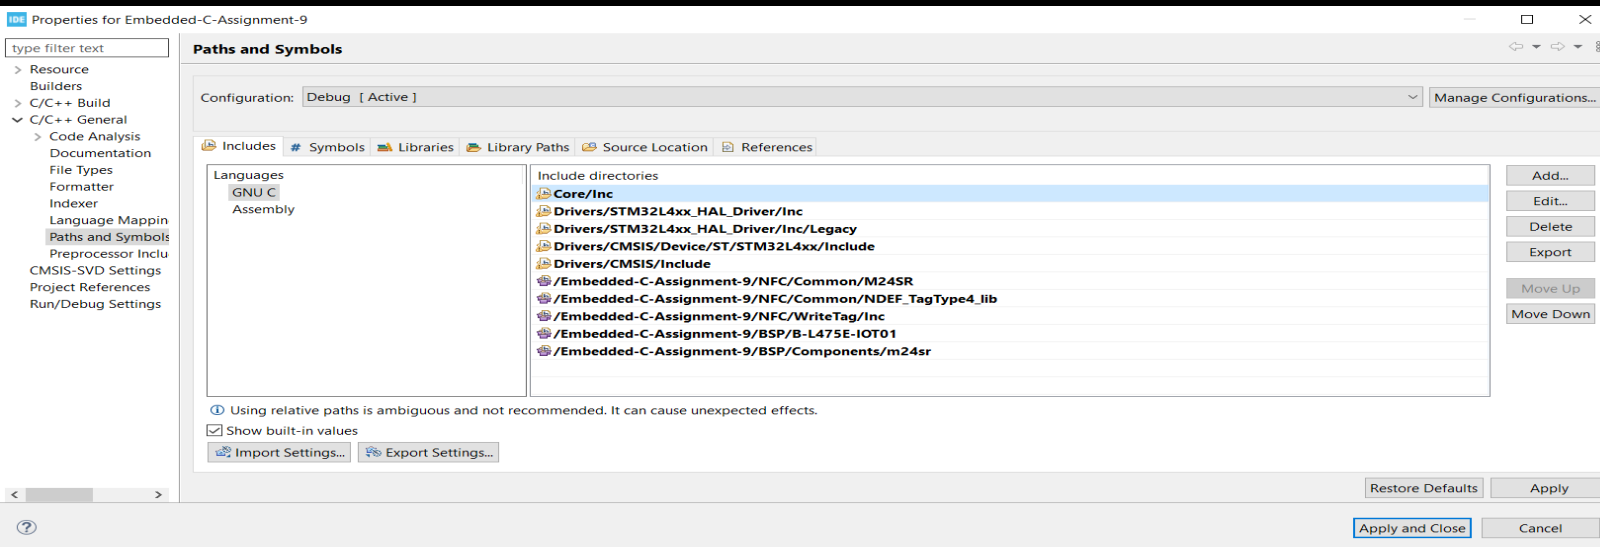 IDE Properties for Embedded-C-Assignment-9
type filter text
Resource
Builders
C/C++ Build
C/C++ General
Code Analysis
Documentation
File Types
Formatter
Indexer
Language Mappin
Paths and Symbols
Preprocessor Inclu
CMSIS-SVD Settings
Project References
Run/Debug Settings
Paths and Symbols
Configuration: Debug [ Active ] Manage Configurations...
Includes # Symbols Libraries Library Paths Source Location References
Languages
GNU C
Assembly
Include directories
Core/Inc
Drivers/STM32L4xx_HAL_Driver/Inc
Drivers/STM32L4xx_HAL_Driver/Inc/Legacy
Drivers/CMSIS/Device/ST/STM32L4xx/Include
Drivers/CMSIS/Include
/Embedded-C-Assignment-9/NFC/Common/M24SR
/Embedded-C-Assignment-9/NFC/Common/NDEF_TagType4_lib
/Embedded-C-Assignment-9/NFC/WriteTag/Inc
/Embedded-C-Assignment-9/BSP/B-L475E-IOT01
/Embedded-C-Assignment-9/BSP/Components/m24sr
Add...
Edit...
Delete
Export
Move Up
Move Down
Using relative paths is ambiguous and not recommended. It can cause unexpected effects.
Show built-in values
Import Settings... Export Settings...
Restore Defaults Apply
Apply and Close Cancel